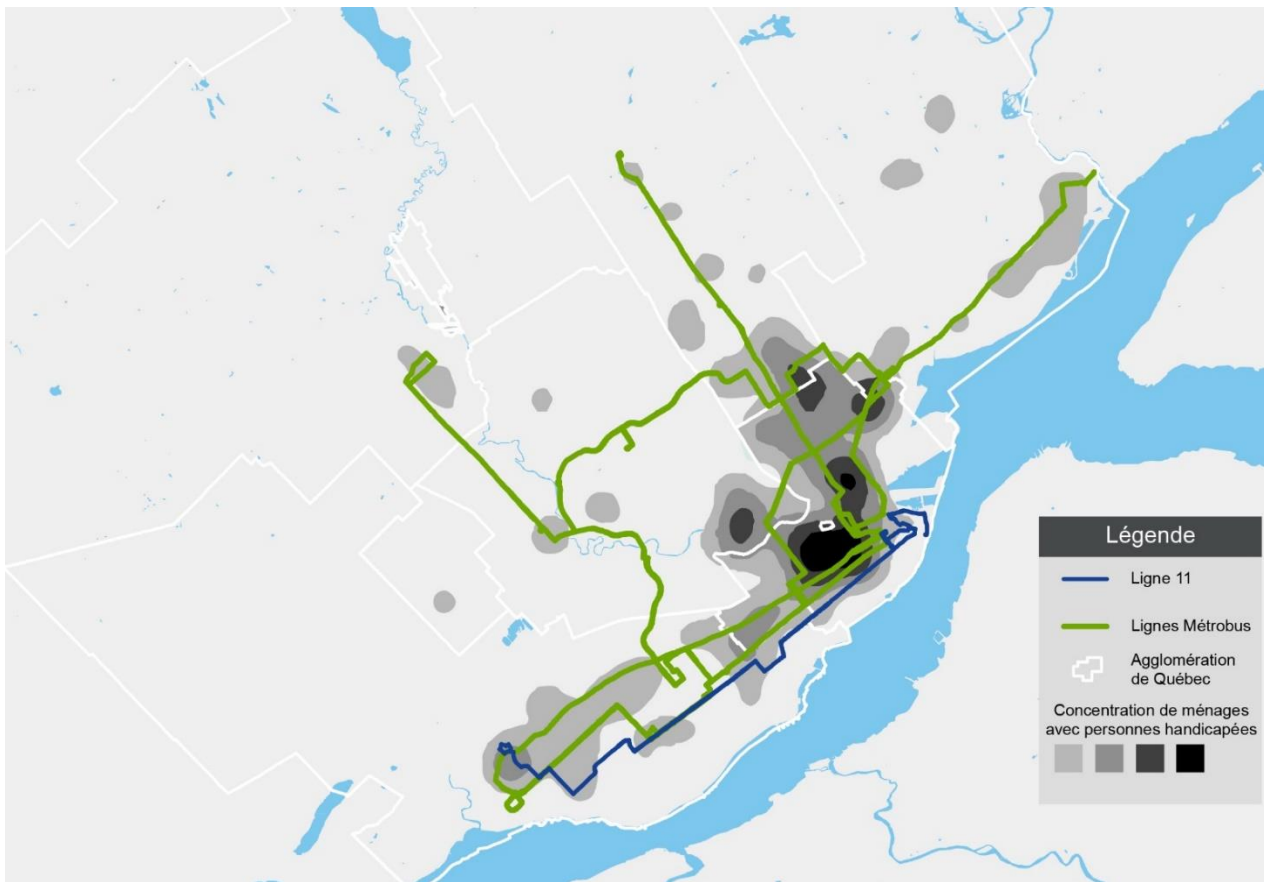 Légende
Ligne 11
Lignes Métrobus
Agglomération
de Québec
Concentration de ménages
avec personnes handicapées